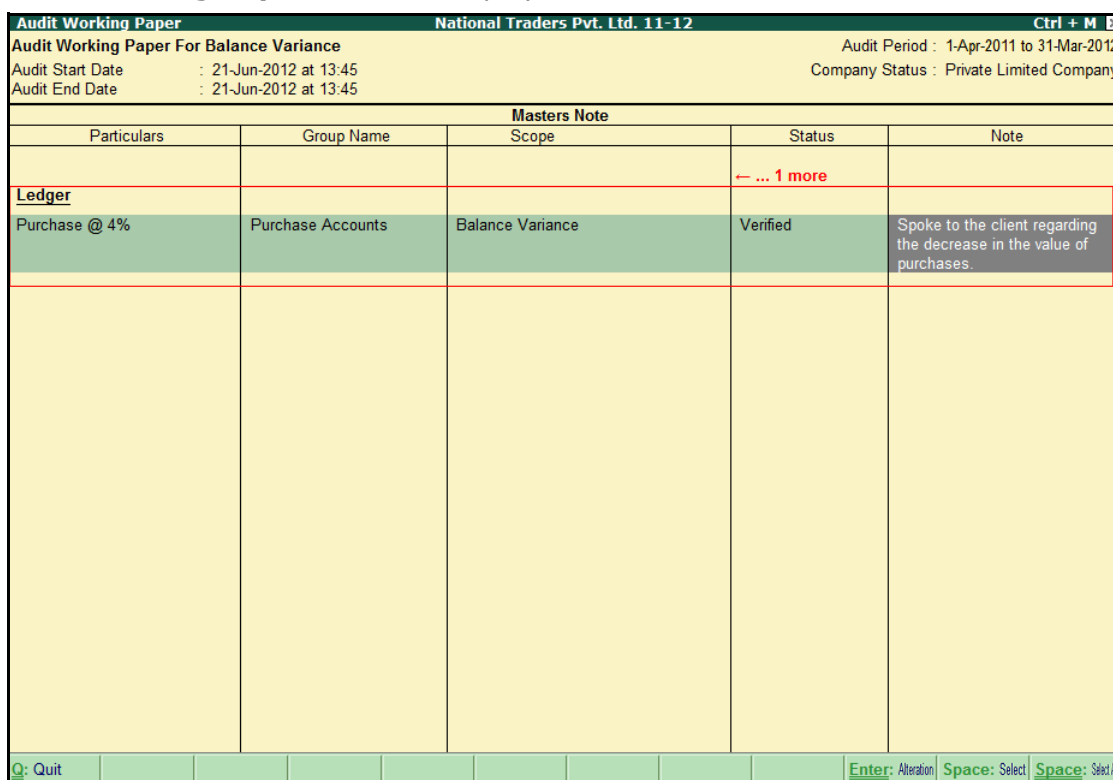 Audit Working Paper National Traders Pvt. Ltd. 11-12 Ctrl + M
Audit Working Paper For Balance Variance Audit Period : 1-Apr-2011 to 31-Mar-2012
Audit Start Date : 21-Jun-2012 at 13:45 Company Status : Private Limited Company
Audit End Date : 21-Jun-2012 at 13:45
Masters Note
Particulars Group Name Scope Status Note
← ... 1 more
Ledger
Purchase @ 4% Purchase Accounts Balance Variance Verified Spoke to the client regarding
the decrease in the value of
purchases.
Q: Quit Enter: Alteration Space: Select Space: Select